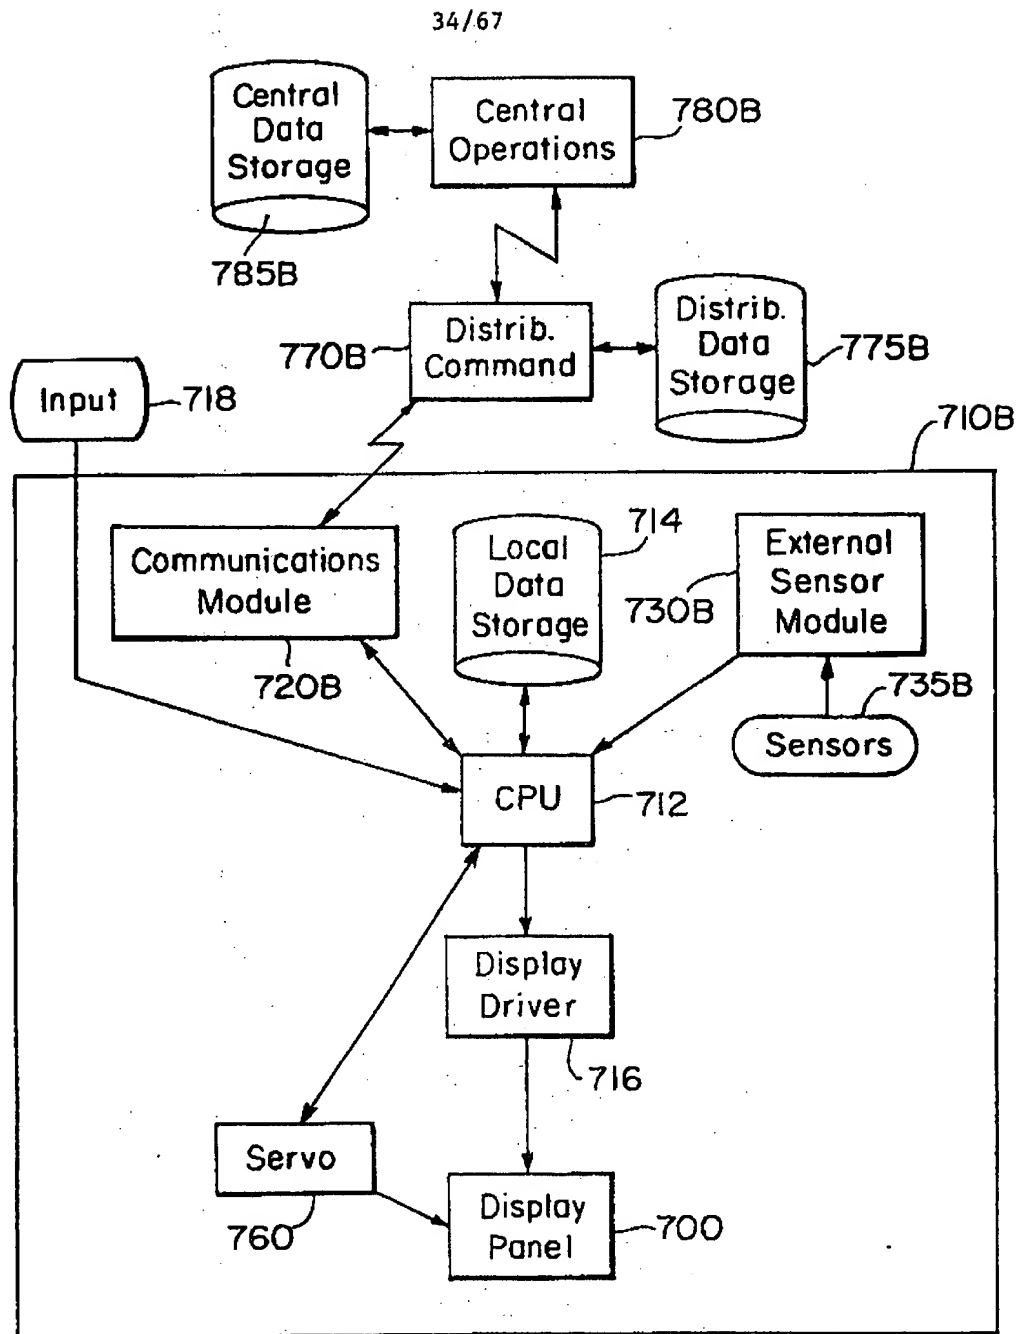 34/67
Central
Data
Storage
785B
Central
Operations
780B
Distrib.
Command
770B
Distrib.
Data
Storage
775B
Input
718
710B
Communications
Module
720B
Local
Data
Storage
714
External
Sensor
Module
730B
Sensors
735B
CPU
712
Display
Driver
716
Servo
760
Display
Panel
700